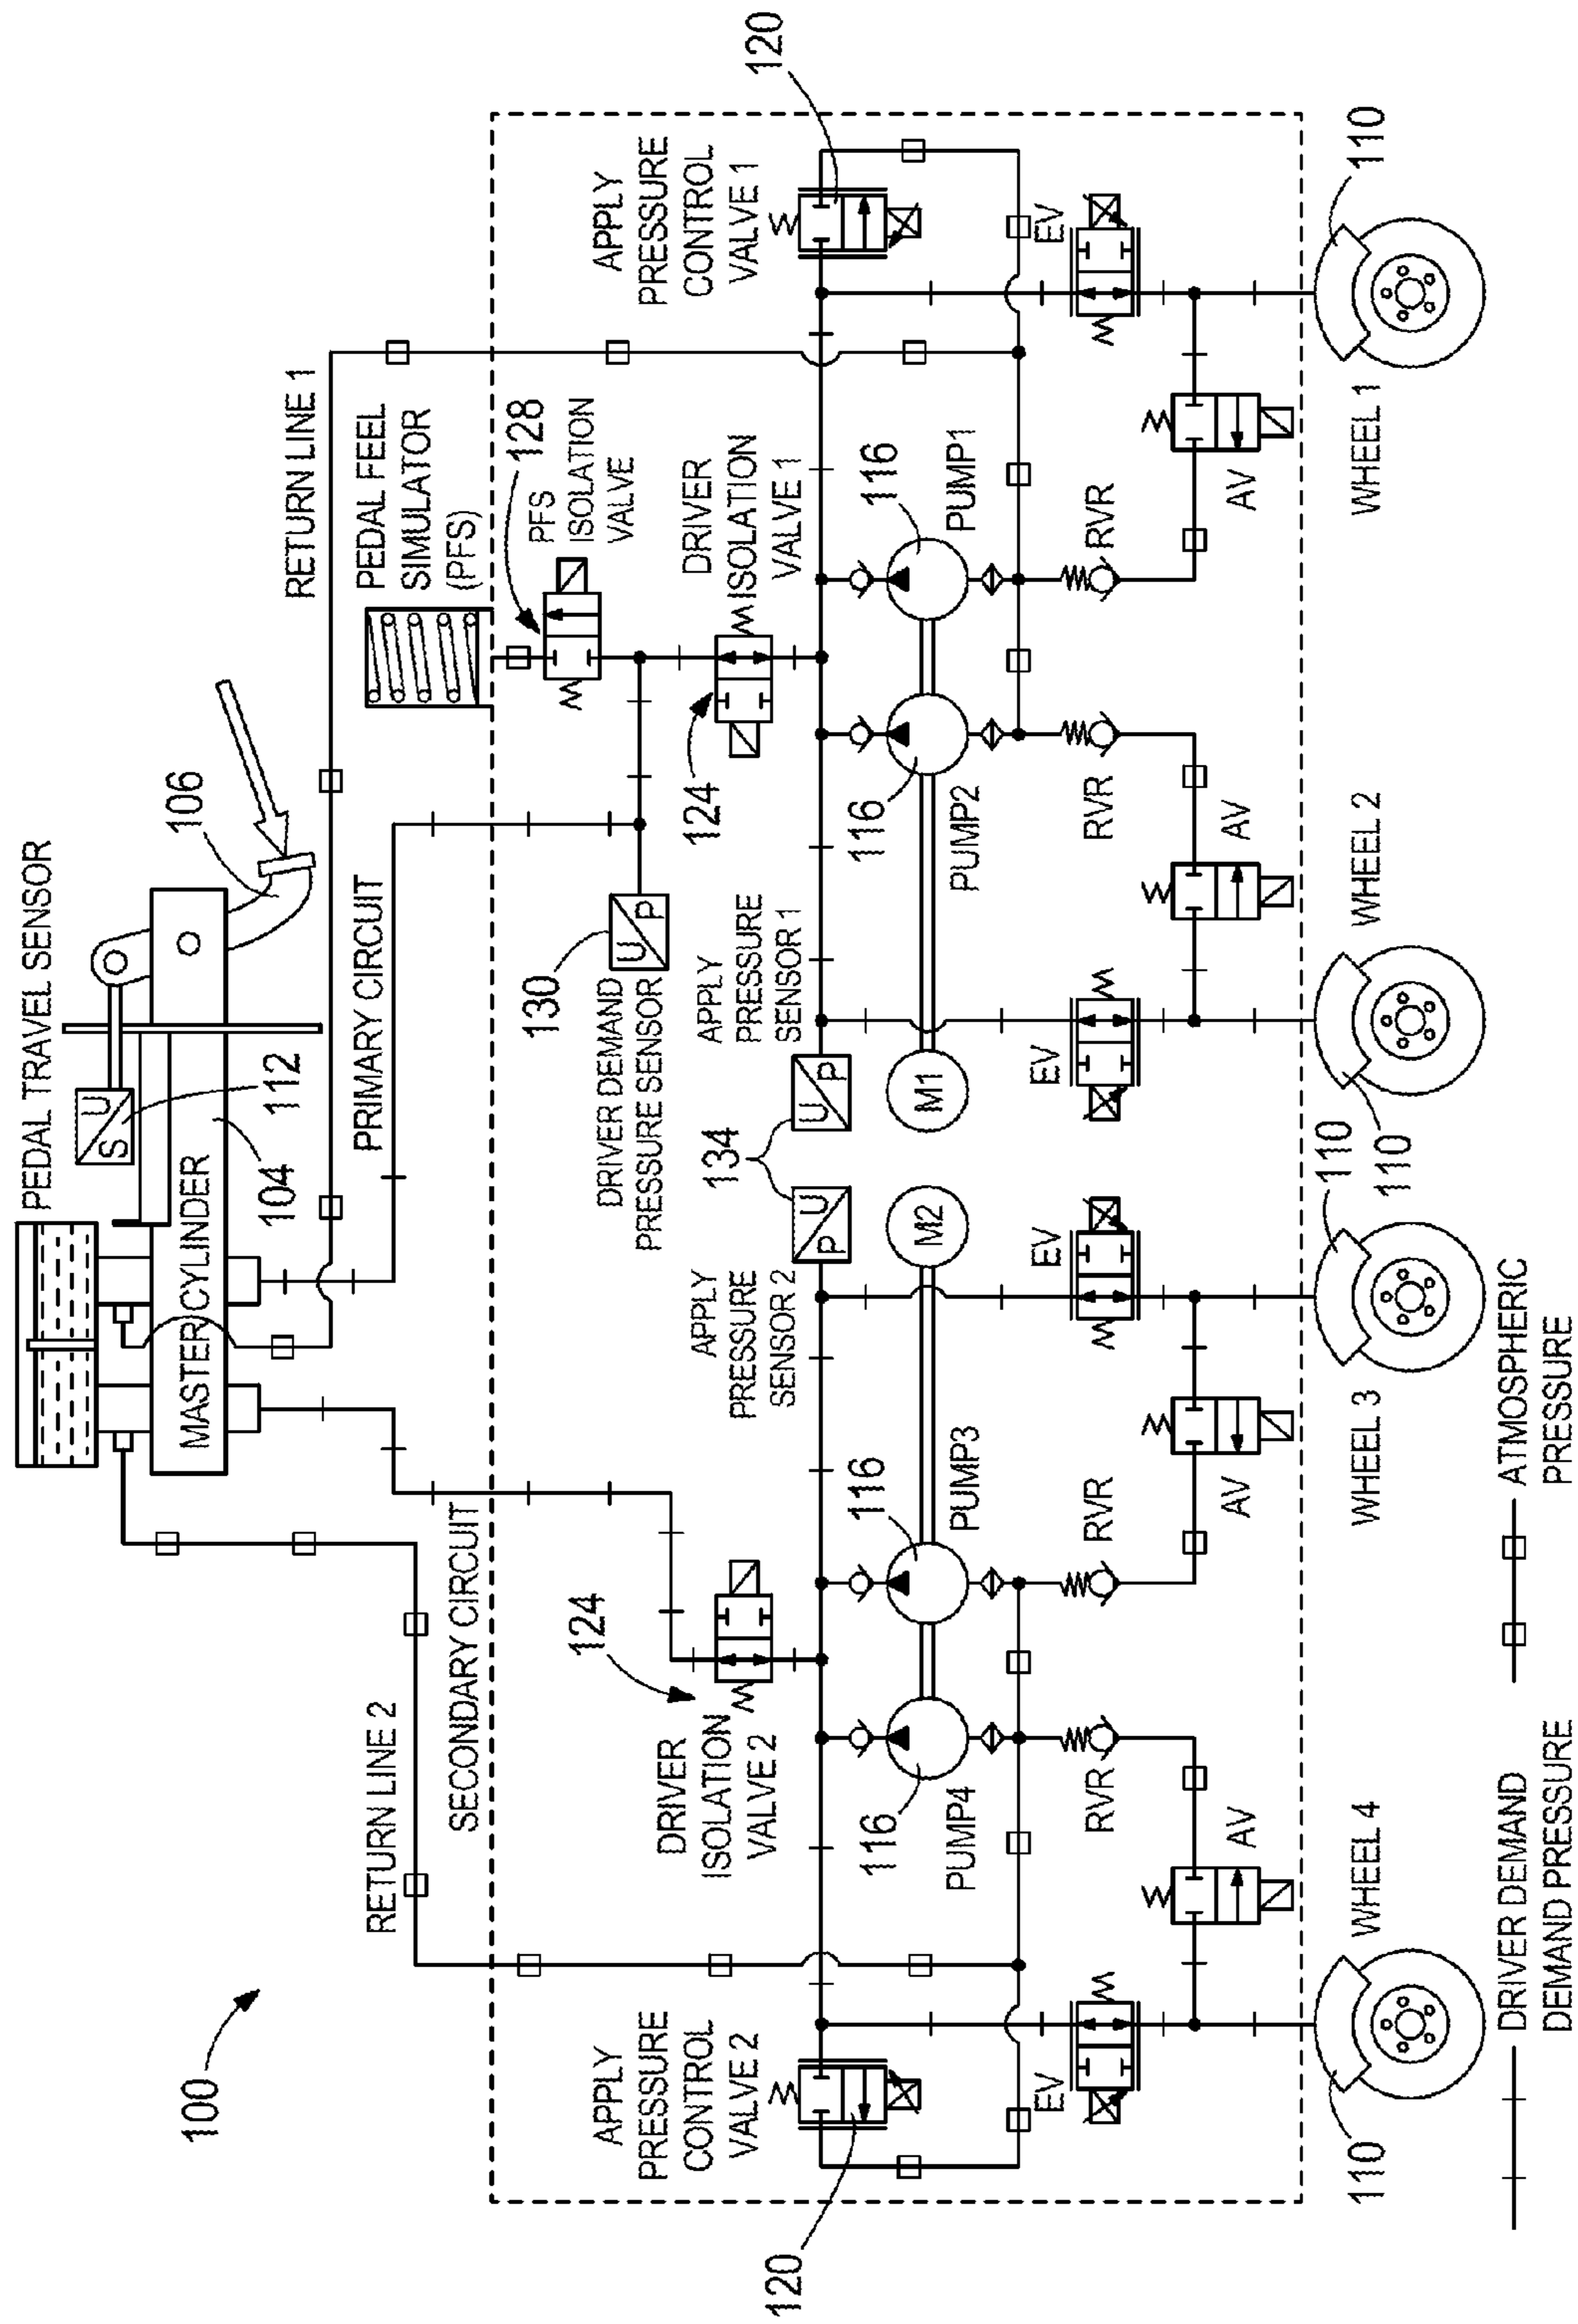 100
PEDAL TRAVEL SENSOR
U
S
112
104
106
MASTER CYLINDER
RETURN LINE 2
SECONDARY CIRCUIT
PRIMARY CIRCUIT
RETURN LINE 1
PEDAL FEEL
SIMULATOR
(PFS)
128
PFS
ISOLATION
VALVE
130
U
P
DRIVER DEMAND
PRESSURE SENSOR
120
APPLY
PRESSURE
CONTROL
VALVE 2
124
DRIVER
ISOLATION
VALVE 2
APPLY
PRESSURE
SENSOR 2
134
U
P
U
P
APPLY
PRESSURE
SENSOR 1
124
DRIVER
ISOLATION
VALVE 1
APPLY
PRESSURE
CONTROL
VALVE 1
120
116
PUMP4
116
PUMP3
M2
M1
116
PUMP2
116
PUMP1
EV
RVR
AV
RVR
AV
EV
EV
RVR
AV
RVR
AV
EV
110
WHEEL 4
WHEEL 3
110
110
WHEEL 2
WHEEL 1
110
DRIVER DEMAND
DEMAND PRESSURE
ATMOSPHERIC
PRESSURE